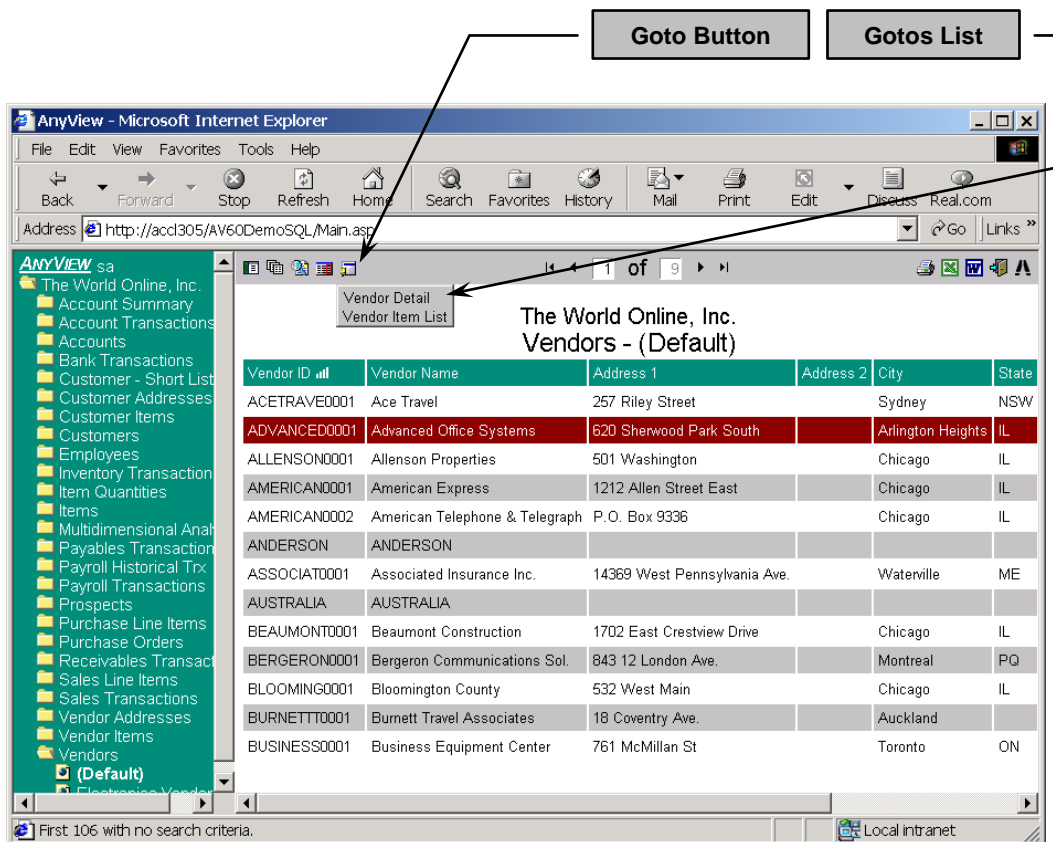 Goto Button
Gotos List
AnyView - Microsoft Internet Explorer
File Edit View Favorites Tools Help
Back Forward Stop Refresh Home Search Favorites History Mail Print Edit Discuss Real.com
Address http://accl305/AV60DemoSQL/Main.asp Go Links »
ANYVIEW sa
1 of 9
The World Online, Inc.
Account Summary
Account Transactions
Accounts
Bank Transactions
Customer - Short List
Customer Addresses
Customer Items
Customers
Employees
Inventory Transaction
Item Quantities
Items
Multidimensional Anal
Payables Transaction
Payroll Historical Trx
Payroll Transactions
Prospects
Purchase Line Items
Purchase Orders
Receivables Transact
Sales Line Items
Sales Transactions
Vendor Addresses
Vendor Items
Vendors
(Default)
Electronics Vendor
Vendor Detail
Vendor Item List
The World Online, Inc.
Vendors - (Default)
Vendor ID Vendor Name Address 1 Address 2 City State
ACETRAVE0001 Ace Travel 257 Riley Street Sydney NSW
ADVANCED0001 Advanced Office Systems 620 Sherwood Park South Arlington Heights IL
ALLENSON0001 Allenson Properties 501 Washington Chicago IL
AMERICAN0001 American Express 1212 Allen Street East Chicago IL
AMERICAN0002 American Telephone & Telegraph P.O. Box 9336 Chicago IL
ANDERSON ANDERSON
ASSOCIAT0001 Associated Insurance Inc. 14369 West Pennsylvania Ave. Waterville ME
AUSTRALIA AUSTRALIA
BEAUMONT0001 Beaumont Construction 1702 East Crestview Drive Chicago IL
BERGERON0001 Bergeron Communications Sol. 843 12 London Ave. Montreal PQ
BLOOMING0001 Bloomington County 532 West Main Chicago IL
BURNETTT0001 Burnett Travel Associates 18 Coventry Ave. Auckland
BUSINESS0001 Business Equipment Center 761 McMillan St Toronto ON
First 106 with no search criteria. Local intranet